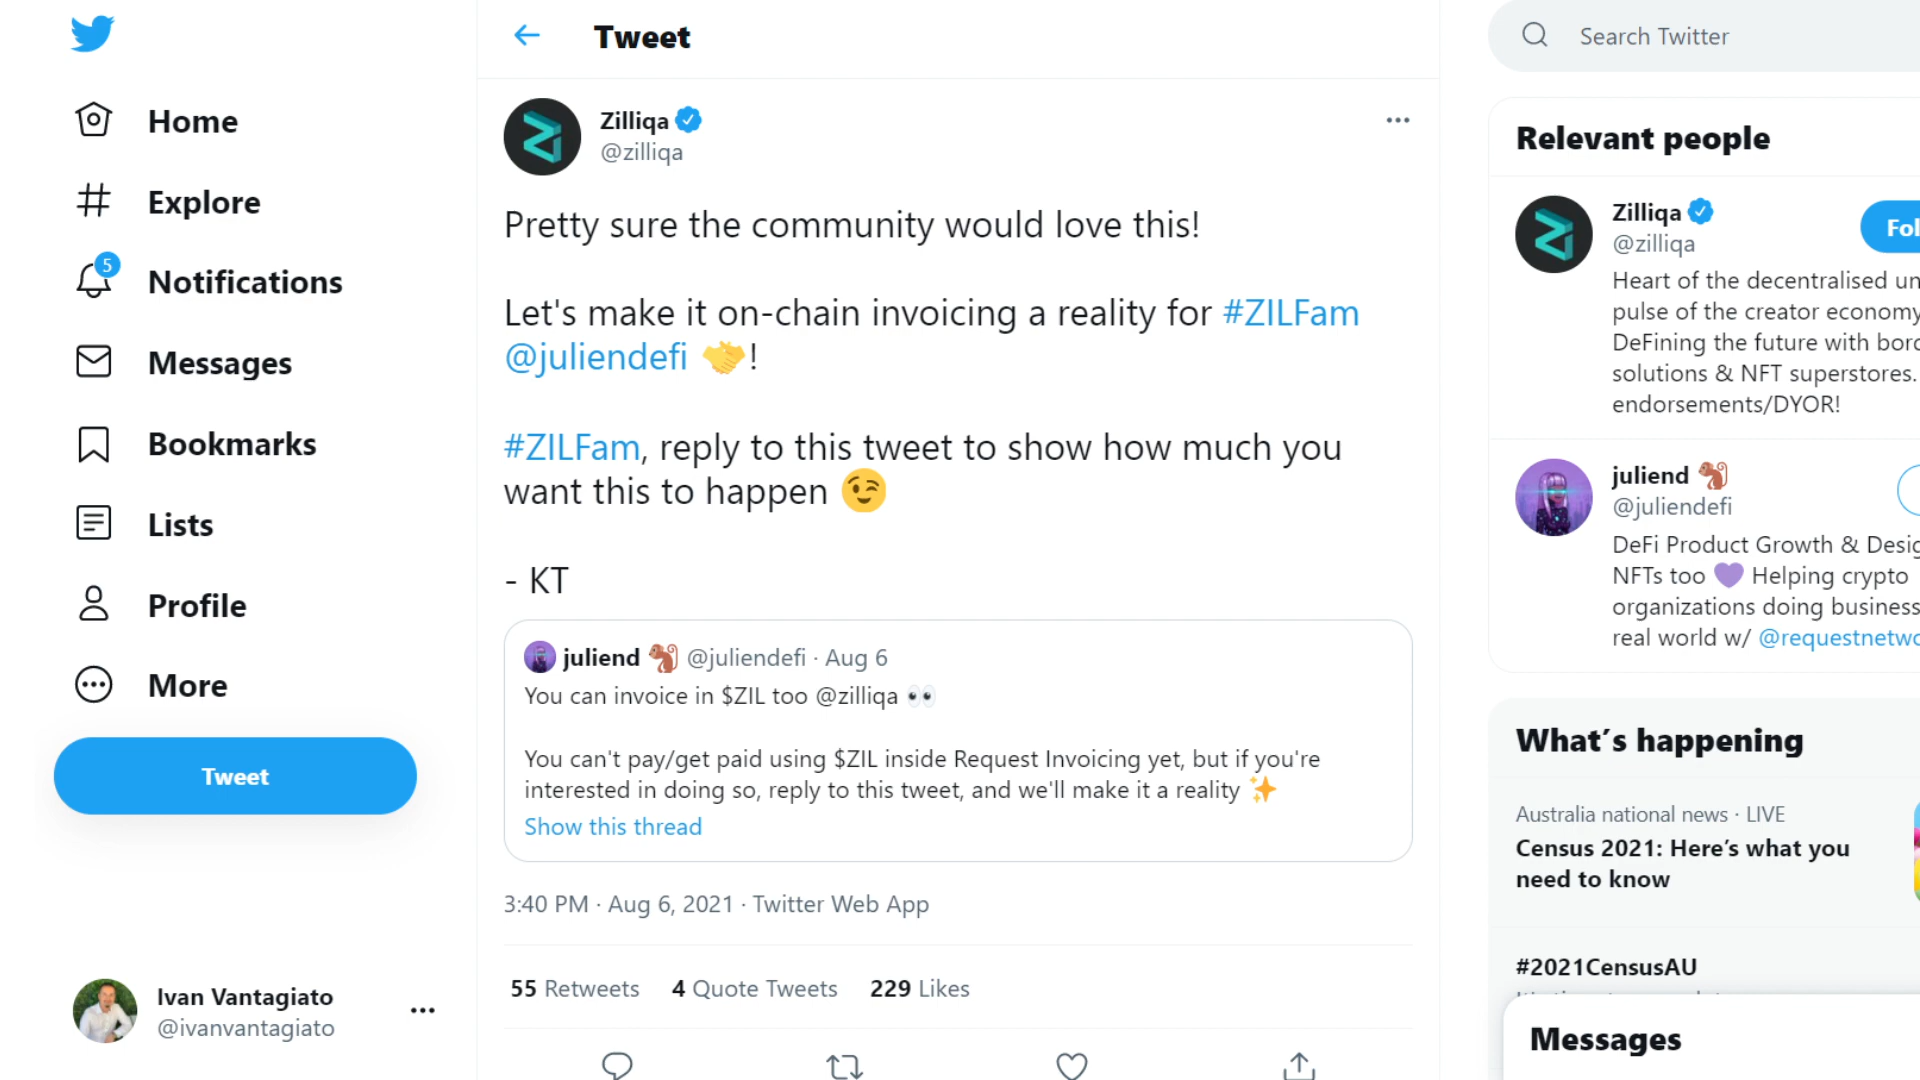 Home
Explore
5
Notifications
Messages
Bookmarks
Lists
Profile
More
Tweet
Ivan Vantagiato
@ivanvantagiato
Tweet
Zilliqa
@zilliqa
Pretty sure the community would love this!
Let's make it on-chain invoicing a reality for #ZILFam
@juliendefi 🤝!
#ZILFam, reply to this tweet to show how much you
want this to happen 😉
- KT
juliend 🐒 @juliendefi · Aug 6
You can invoice in $ZIL too @zilliqa 👀
You can't pay/get paid using $ZIL inside Request Invoicing yet, but if you're
interested in doing so, reply to this tweet, and we'll make it a reality ✨
Show this thread
3:40 PM · Aug 6, 2021 · Twitter Web App
55 Retweets 4 Quote Tweets 229 Likes
Search Twitter
Relevant people
Zilliqa
@zilliqa
Fol
Heart of the decentralised un
pulse of the creator economy
DeFining the future with bord
solutions & NFT superstores.
endorsements/DYOR!
juliend 🐒
@juliendefi
DeFi Product Growth & Desig
NFTs too 💜 Helping crypto
organizations doing business
real world w/ @requestnetwo
What's happening
Australia national news · LIVE
Census 2021: Here's what you
need to know
#2021CensusAU
Messages